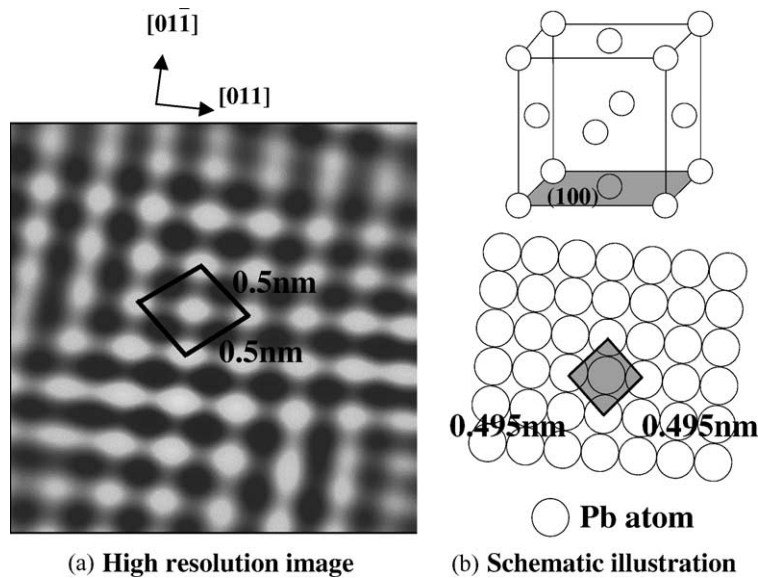 [011̄]
[011]
0.5nm
0.5nm
(a) High resolution image
(100)
0.495nm 0.495nm
Pb atom
(b) Schematic illustration